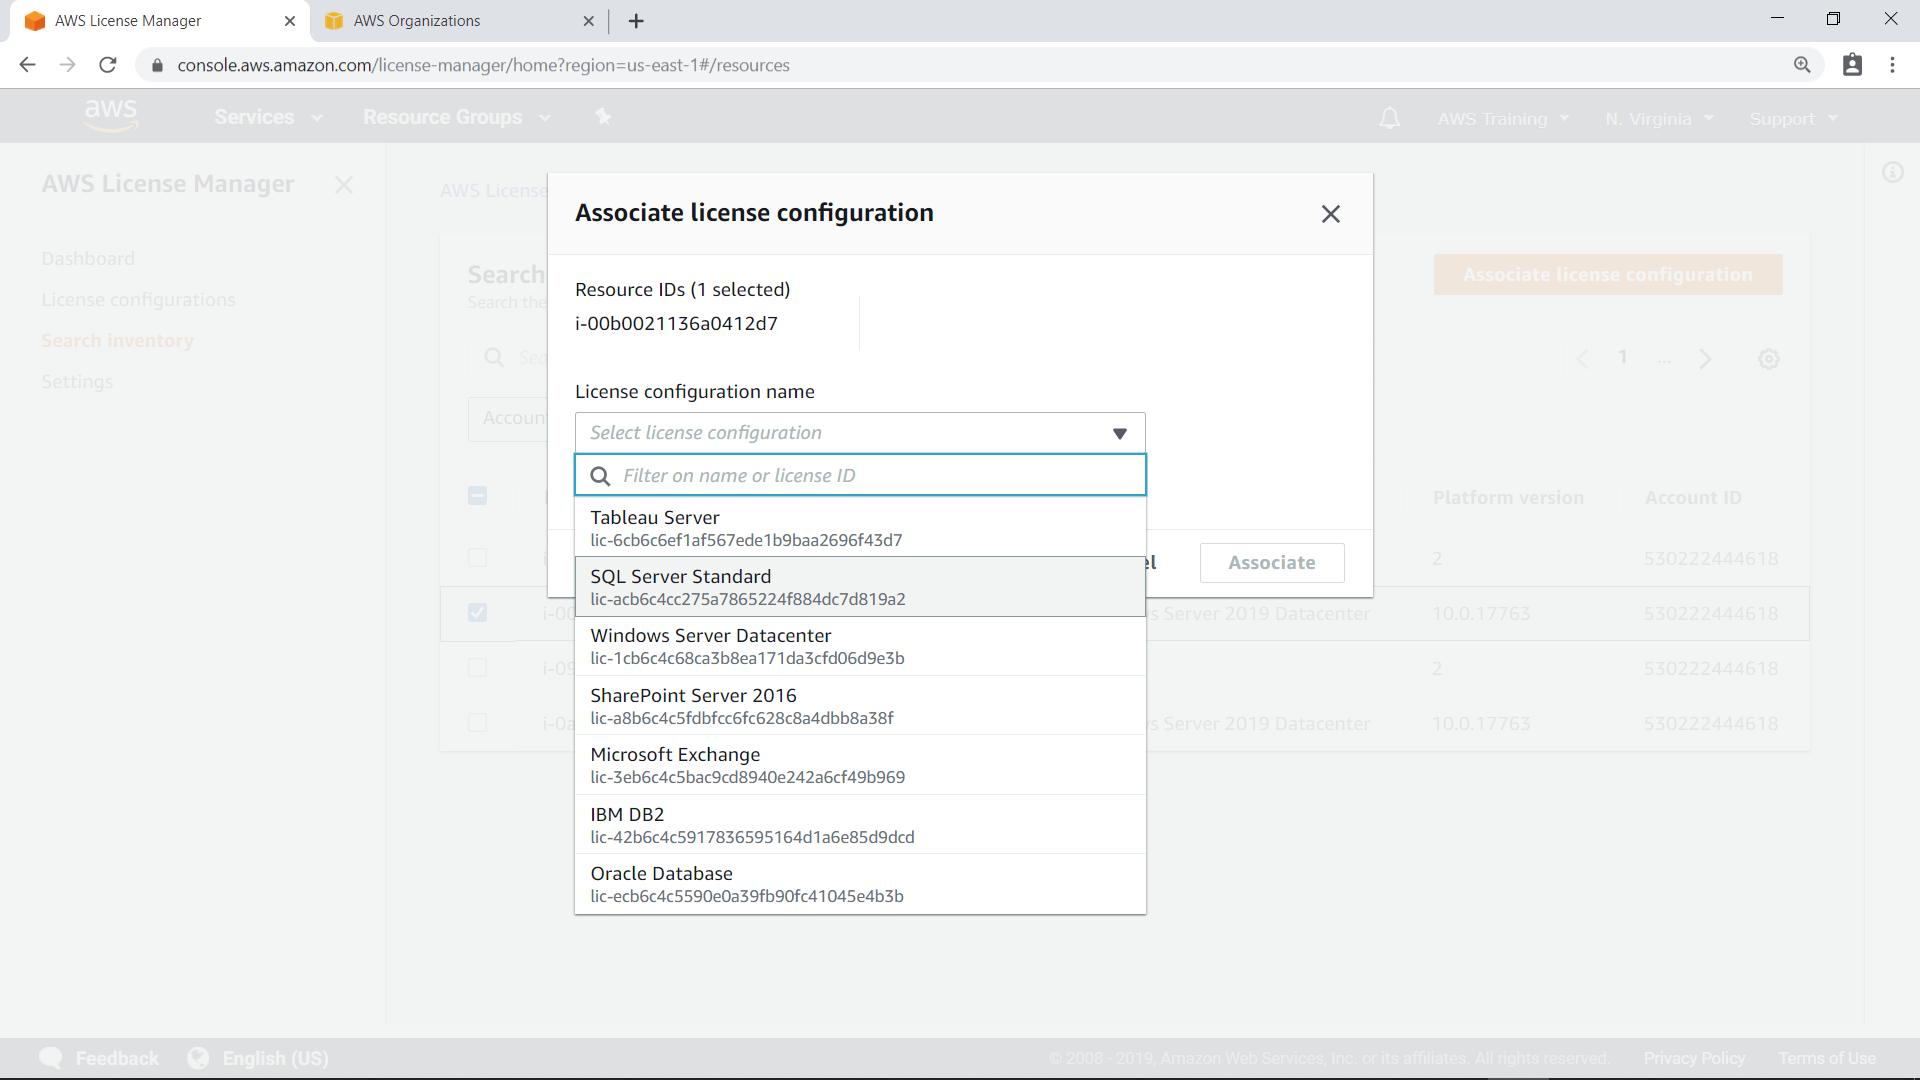 AWS License Manager
AWS Organizations
console.aws.amazon.com/license-manager/home?region=us-east-1#/resources
aws
Services
Resource Groups
AWS Training
N. Virginia
Support
AWS License Manager
Dashboard
License configurations
Search inventory
Settings
AWS License
Search
Search the
Associate license configuration
Sea
1
...
Account
Platform version
Account ID
i-
2
530222444618
i-00
s Server 2019 Datacenter
10.0.17763
530222444618
i-09
2
530222444618
i-0a
s Server 2019 Datacenter
10.0.17763
530222444618
Associate license configuration
Resource IDs (1 selected)
i-00b0021136a0412d7
License configuration name
Select license configuration
Filter on name or license ID
Tableau Server
lic-6cb6c6ef1af567ede1b9baa2696f43d7
SQL Server Standard
lic-acb6c4cc275a7865224f884dc7d819a2
Windows Server Datacenter
lic-1cb6c4c68ca3b8ea171da3cfd06d9e3b
SharePoint Server 2016
lic-a8b6c4c5fdbfcc6fc628c8a4dbb8a38f
Microsoft Exchange
lic-3eb6c4c5bac9cd8940e242a6cf49b969
IBM DB2
lic-42b6c4c5917836595164d1a6e85d9dcd
Oracle Database
lic-ecb6c4c5590e0a39fb90fc41045e4b3b
el
Associate
Feedback
English (US)
© 2008 - 2019, Amazon Web Services, Inc. or its affiliates. All rights reserved.
Privacy Policy
Terms of Use